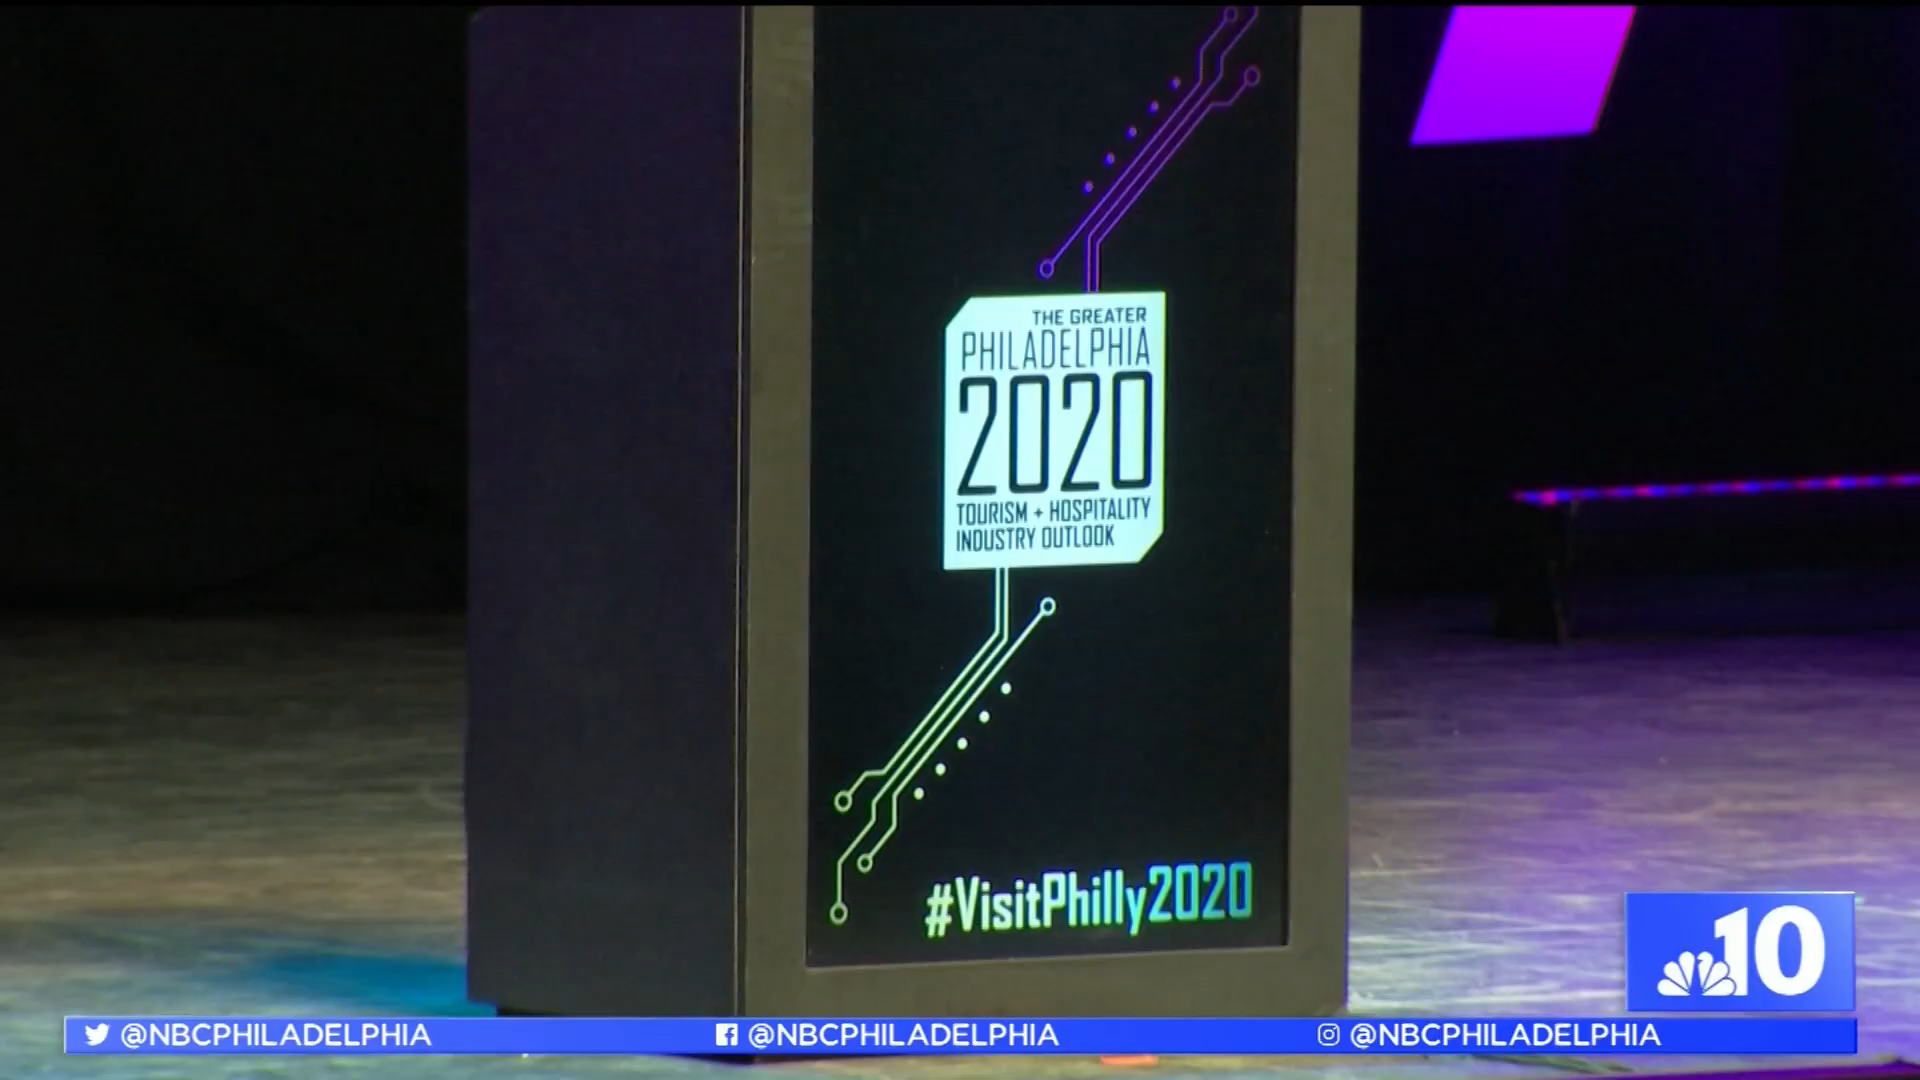 THE GREATER
PHILADELPHIA
2020
TOURISM + HOSPITALITY
INDUSTRY OUTLOOK
#VisitPhilly2020
10
@NBCPHILADELPHIA
@NBCPHILADELPHIA
@NBCPHILADELPHIA